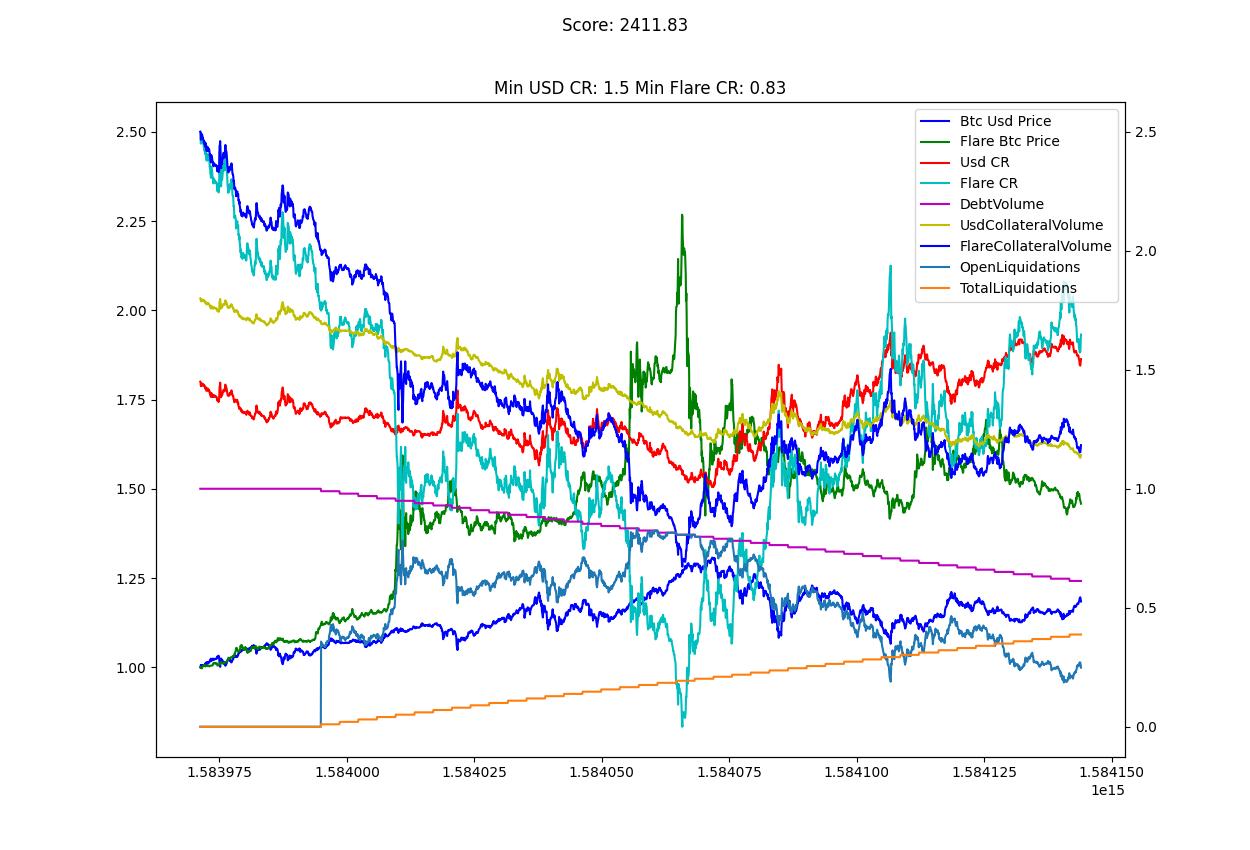 Score: 2411.83
Min USD CR: 1.5 Min Flare CR: 0.83
2.50
2.25
2.00
1.75
1.50
1.25
1.00
2.5
2.0
1.5
1.0
0.5
0.0
Btc Usd Price
Flare Btc Price
Usd CR
Flare CR
DebtVolume
UsdCollateralVolume
FlareCollateralVolume
OpenLiquidations
TotalLiquidations
1.583975 1.584000 1.584025 1.584050 1.584075 1.584100 1.584125 1.584150
1e15